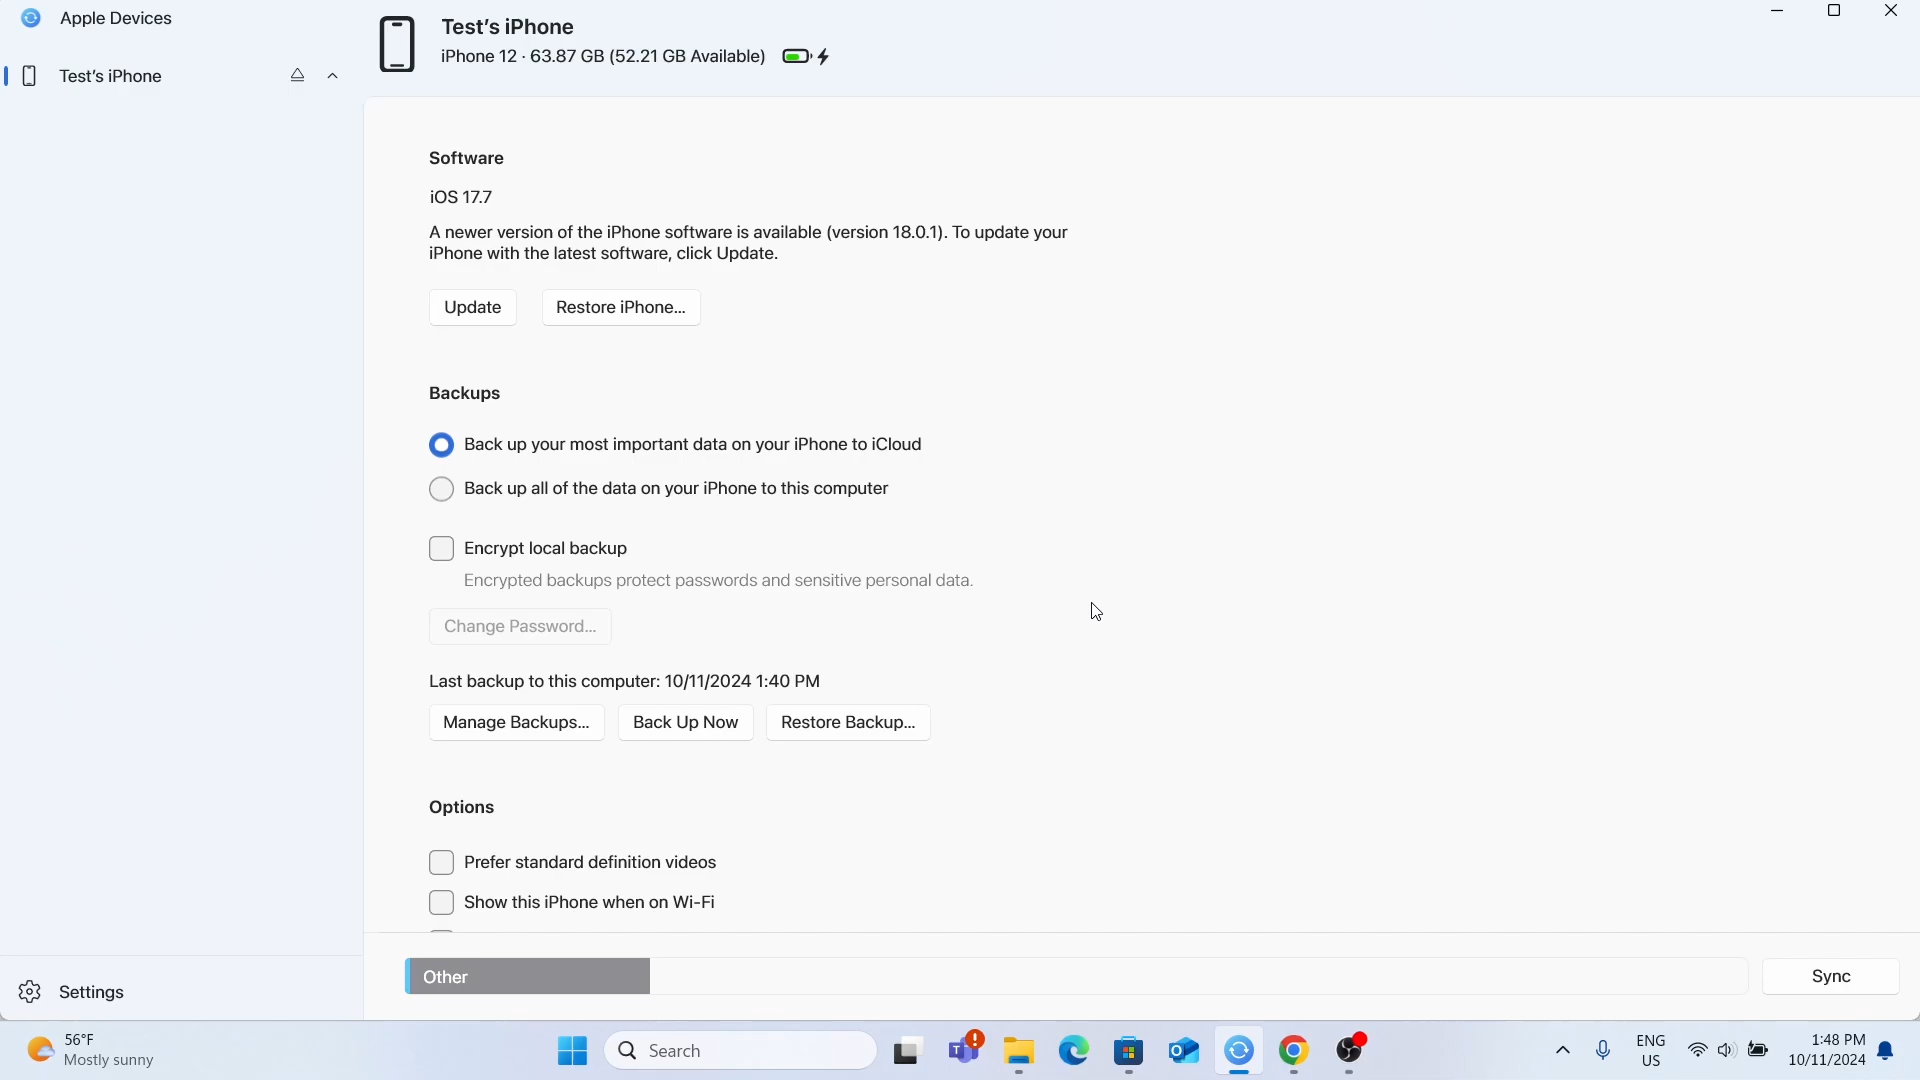 Apple Devices
Test's iPhone
Test's iPhone
iPhone 12 · 63.87 GB (52.21 GB Available)
Software
iOS 17.7
A newer version of the iPhone software is available (version 18.0.1). To update your
iPhone with the latest software, click Update.
Update
Restore iPhone...
Backups
Back up your most important data on your iPhone to iCloud
Back up all of the data on your iPhone to this computer
Encrypt local backup
Encrypted backups protect passwords and sensitive personal data.
Change Password...
Last backup to this computer: 10/11/2024 1:40 PM
Manage Backups...
Back Up Now
Restore Backup...
Options
Prefer standard definition videos
Show this iPhone when on Wi-Fi
Other
Sync
Settings
56°F
Mostly sunny
Search
ENG
US
1:48 PM
10/11/2024